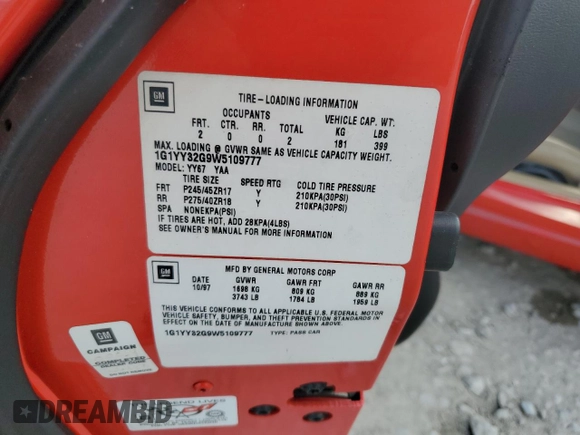 GM
TIRE-LOADING INFORMATION
OCCUPANTS VEHICLE CAP. WT:
FRT. CTR. RR. TOTAL KG LBS
2 0 0 2 181 399
MAX. LOADING @ GVWR SAME AS VEHICLE CAPACITY WEIGHT.
1G1YY32G9W5109777
MODEL: YY67 YAA
TIRE SIZE SPEED RTG COLD TIRE PRESSURE
FRT P245/45ZR17 Y 210KPA(30PSI)
RR P275/40ZR18 Y 210KPA(30PSI)
SPA NONEKPA(PSI)
IF TIRES ARE HOT, ADD 28KPA(4LBS)
SEE OWNER'S MANUAL FOR MORE INFORMATION
GM
MFD BY GENERAL MOTORS CORP
DATE GVWR GAWR FRT GAWR RR
10/97 1698 KG 809 KG 889 KG
3743 LB 1784 LB 1959 LB
THIS VEHICLE CONFORMS TO ALL APPLICABLE U.S. FEDERAL MOTOR
VEHICLE SAFETY, BUMPER, AND THEFT PREVENTION STANDARDS IN
EFFECT ON THE DATE OF MANUFACTURE SHOWN ABOVE.
1G1YY32G9W5109777 TYPE: PASS CAR
GM
CAMPAIGN
COMPLETED
DEALER CODE
DO NOT REMOVE
LIVES
DREAMBID